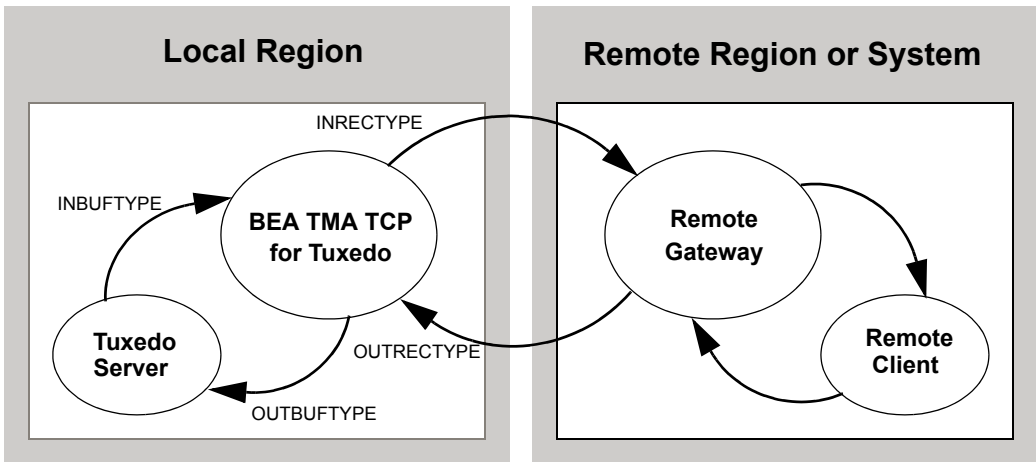 Local Region
Remote Region or System
INRECTYPE
INBUFTYPE
BEA TMA TCP
for Tuxedo
Remote
Gateway
Tuxedo
Server
OUTRECTYPE
OUTBUFTYPE
Remote
Client